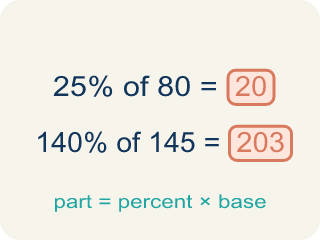 25% of 80 = 20
140% of 145 = 203
part = percent × base